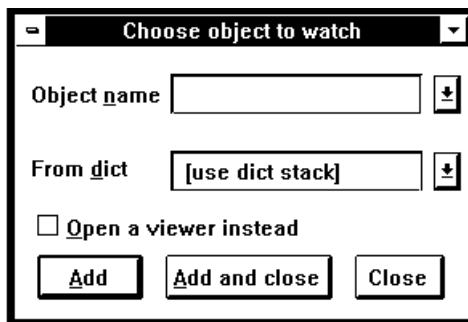 Choose object to watch
Object name
From dict [use dict stack]
Open a viewer instead
Add Add and close Close